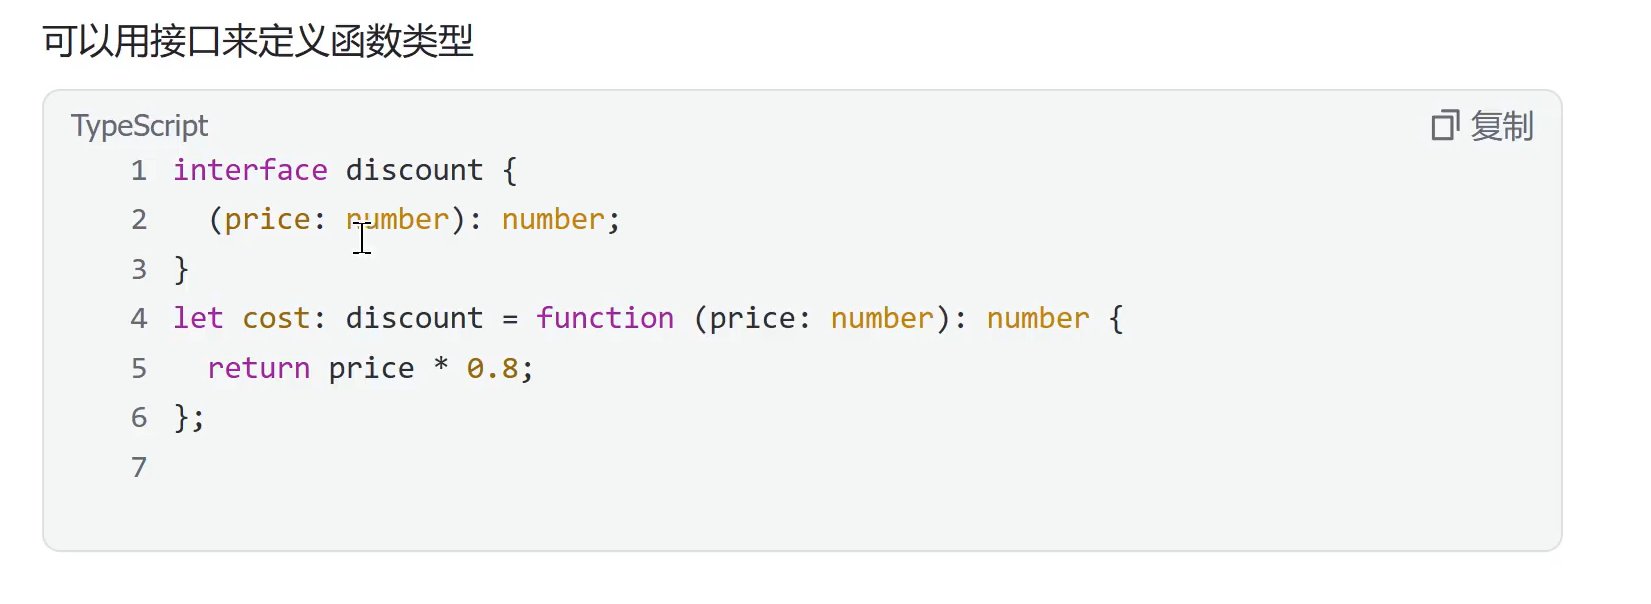 可以用接口来定义函数类型
TypeScript 复制
1 interface discount {
2   (price: number): number;
3 }
4 let cost: discount = function (price: number): number {
5   return price * 0.8;
6 };
7